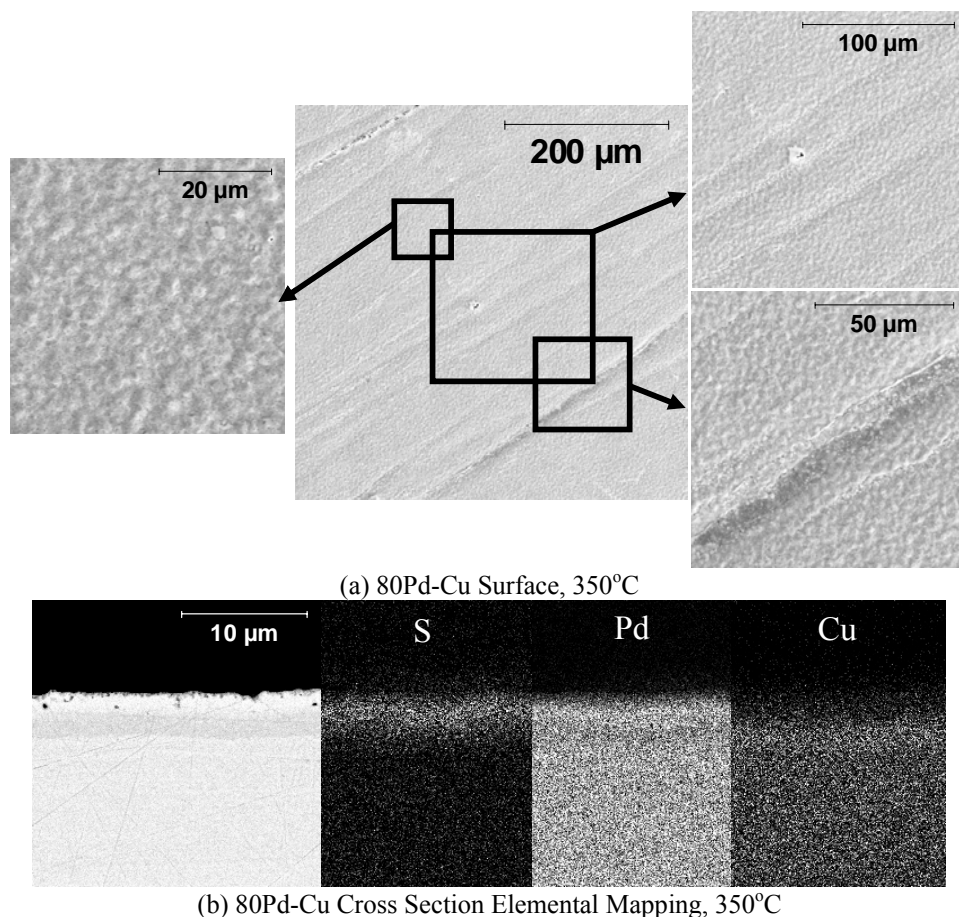 100 µm
200 µm
20 µm
50 µm
(a) 80Pd-Cu Surface, 350°C
10 µm
S
Pd
Cu
(b) 80Pd-Cu Cross Section Elemental Mapping, 350°C